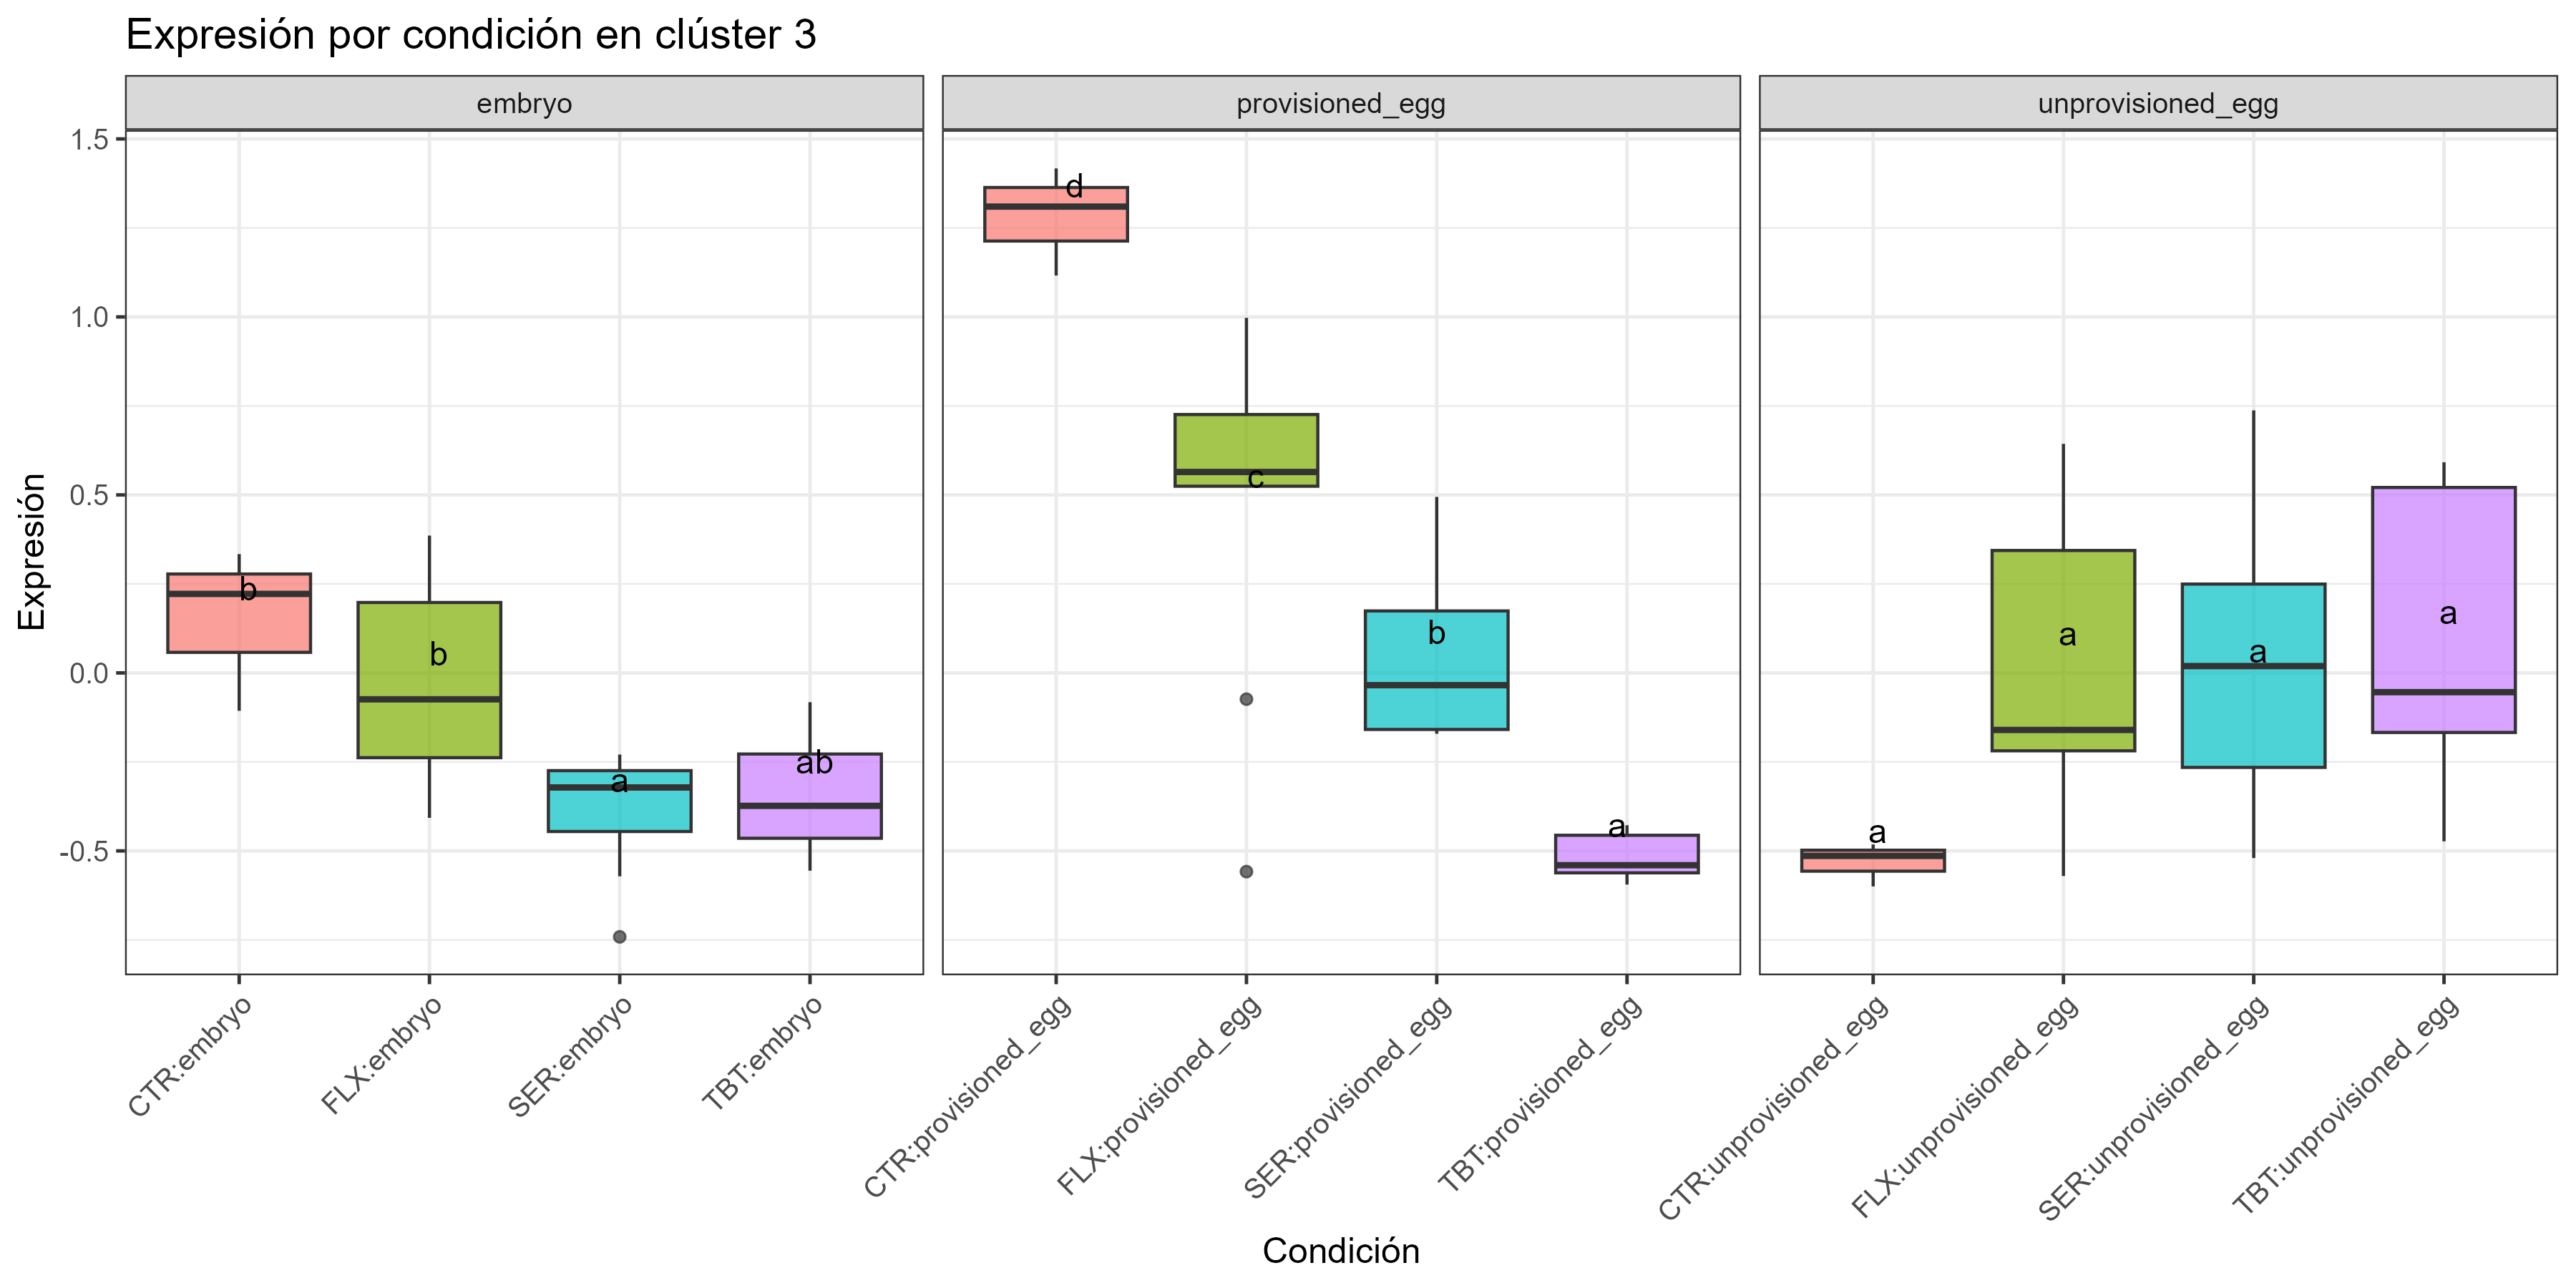 Expresión por condición en clúster 3
embryo
provisioned_egg
unprovisioned_egg
Expresión
1.5
1.0
0.5
0.0
-0.5
b
b
a
ab
d
c
b
a
a
a
a
a
CTR:embryo
FLX:embryo
SER:embryo
TBT:embryo
CTR:provisioned_egg
FLX:provisioned_egg
SER:provisioned_egg
TBT:provisioned_egg
CTR:unprovisioned_egg
FLX:unprovisioned_egg
SER:unprovisioned_egg
TBT:unprovisioned_egg
Condición